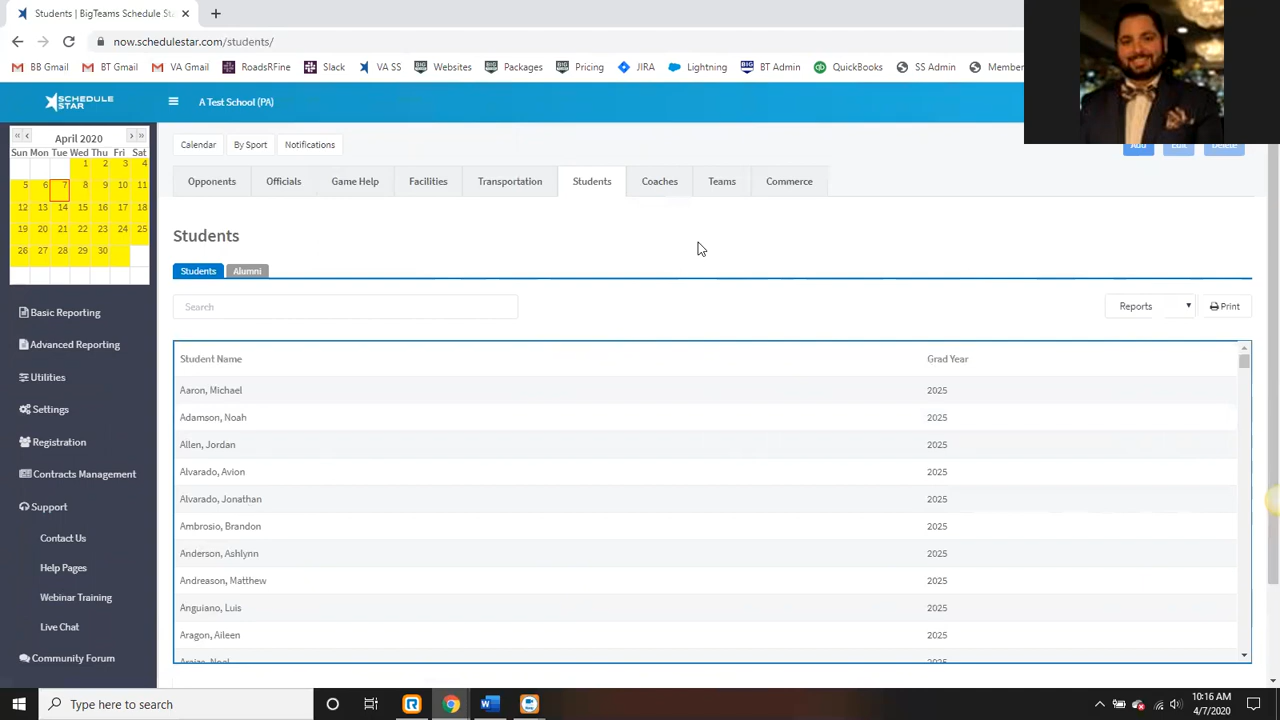 Students | BigTeams Schedule St
now.schedulestar.com/students/
BB Gmail
BT Gmail
VA Gmail
RoadsRFine
Slack
VA SS
Websites
Packages
Pricing
JIRA
Lightning
BT Admin
QuickBooks
SS Admin
Membe
SCHEDULE STAR
A Test School (PA)
April 2020
Sun Mon Tue Wed Thu Fri Sat
1 2 3 4
5 6 7 8 9 10 11
12 13 14 15 16 17 18
19 20 21 22 23 24 25
26 27 28 29 30
Calendar
By Sport
Notifications
Add
Edit
Delete
Opponents
Officials
Game Help
Facilities
Transportation
Students
Coaches
Teams
Commerce
Students
Students
Alumni
Search
Reports
Print
Student Name Grad Year
Aaron, Michael 2025
Adamson, Noah 2025
Allen, Jordan 2025
Alvarado, Avion 2025
Alvarado, Jonathan 2025
Ambrosio, Brandon 2025
Anderson, Ashlynn 2025
Andreason, Matthew 2025
Anguiano, Luis 2025
Aragon, Aileen 2025
Basic Reporting
Advanced Reporting
Utilities
Settings
Registration
Contracts Management
Support
Contact Us
Help Pages
Webinar Training
Live Chat
Community Forum
Type here to search
10:16 AM
4/7/2020